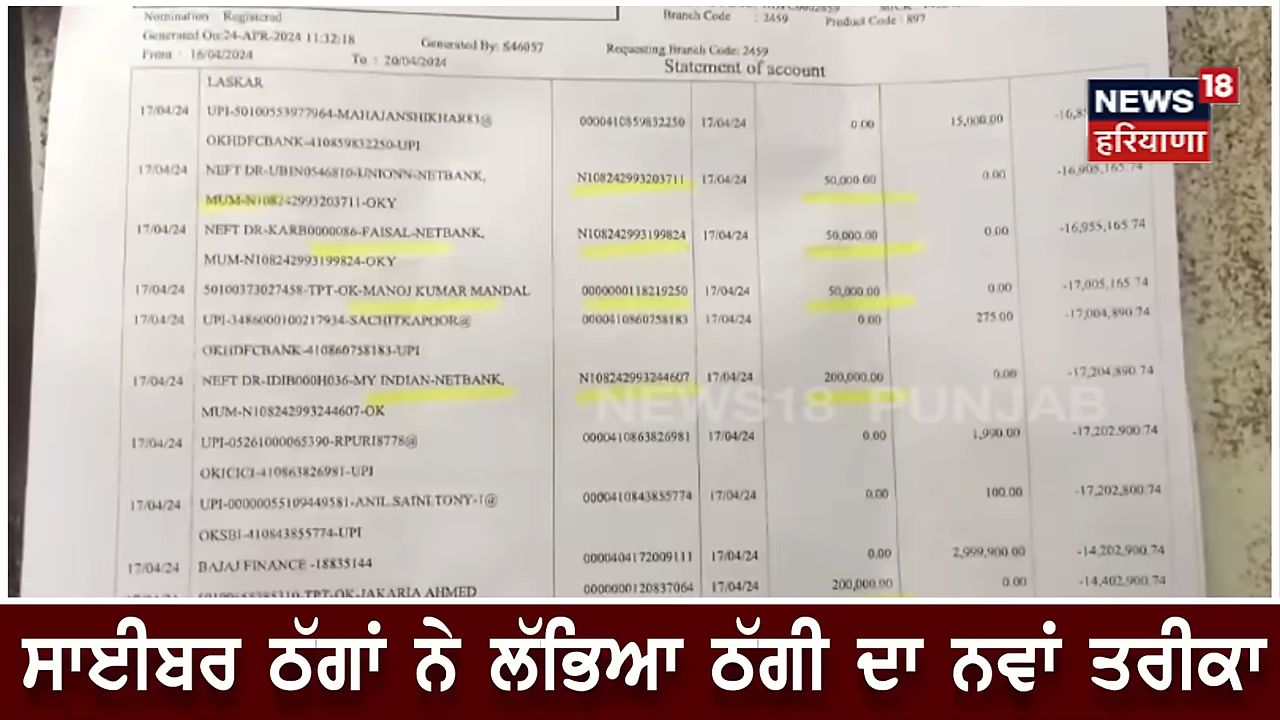 Nomination : Registered
Branch Code : 2459
Product Code : 897
Generated On:24-APR-2024 11:32:18
Generated By: S46057
Requesting Branch Code: 2459
From : 16/04/2024
To : 20/04/2024
Statement of account
LASKAR
17/04/24 UPI-50100553977964-MAHAJANSHIKHAR83@ 0000410859832250 17/04/24 0.00 15,000.00
OKHDFCBANK-410859832250-UPI
17/04/24 NEFT DR-UBIN0546810-UNIONN-NETBANK, N108242993203711 17/04/24 50,000.00 0.00 -16,905,165.74
MUM-N108242993203711-OKY
17/04/24 NEFT DR-KARB0000086-FAISAL-NETBANK, N108242993199824 17/04/24 50,000.00 0.00 -16,955,165.74
MUM-N108242993199824-OKY
17/04/24 50100373027458-TPT-OK-MANOJ KUMAR MANDAL 0000000118219250 17/04/24 50,000.00 0.00 -17,005,165.74
17/04/24 UPI-3486000100217934-SACHITKAPOOR@ 0000410860758183 17/04/24 0.00 275.00 -17,004,890.74
OKHDFCBANK-410860758183-UPI
17/04/24 NEFT DR-IDIB000H036-MY INDIAN-NETBANK, N108242993244607 17/04/24 200,000.00 0.00 -17,204,890.74
MUM-N108242993244607-OK
17/04/24 UPI-05261000065390-RPURI8778@ 0000410863826981 17/04/24 0.00 1,990.00 -17,202,900.74
OKICICI-410863826981-UPI
17/04/24 UPI-00000055109449581-ANIL.SAINI.TONY-1@ 0000410843855774 17/04/24 0.00 100.00 -17,202,800.74
OKSBI-410843855774-UPI
17/04/24 BAJAJ FINANCE -18835144 0000404172009111 17/04/24 0.00 2,999,900.00 -14,202,900.74
TPT-OK-JAKARIA AHMED 0000000120837064 17/04/24 200,000.00 0.00 -14,402,900.74
NEWS 18
हरियाणा
NEWS18 PUNJAB
ਸਾਈਬਰ ਠੱਗਾਂ ਨੇ ਲੱਭਿਆ ਠੱਗੀ ਦਾ ਨਵਾਂ ਤਰੀਕਾ